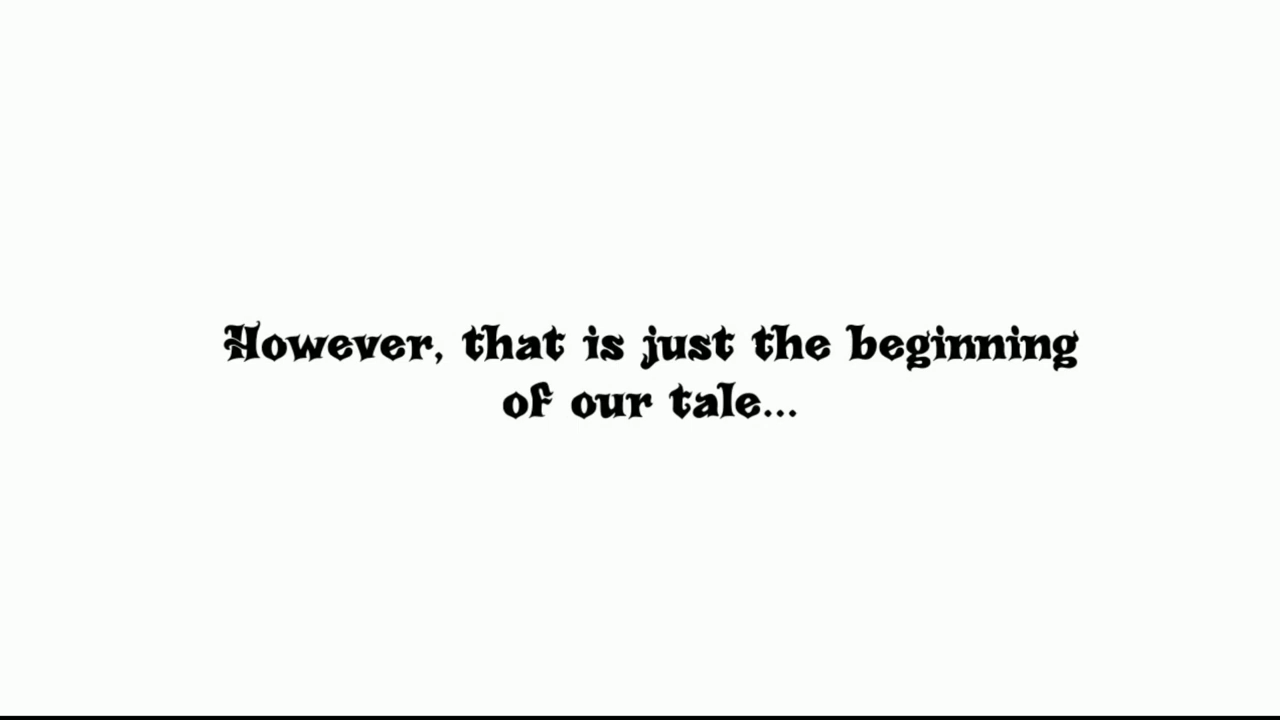 However, that is just the beginning
of our tale...